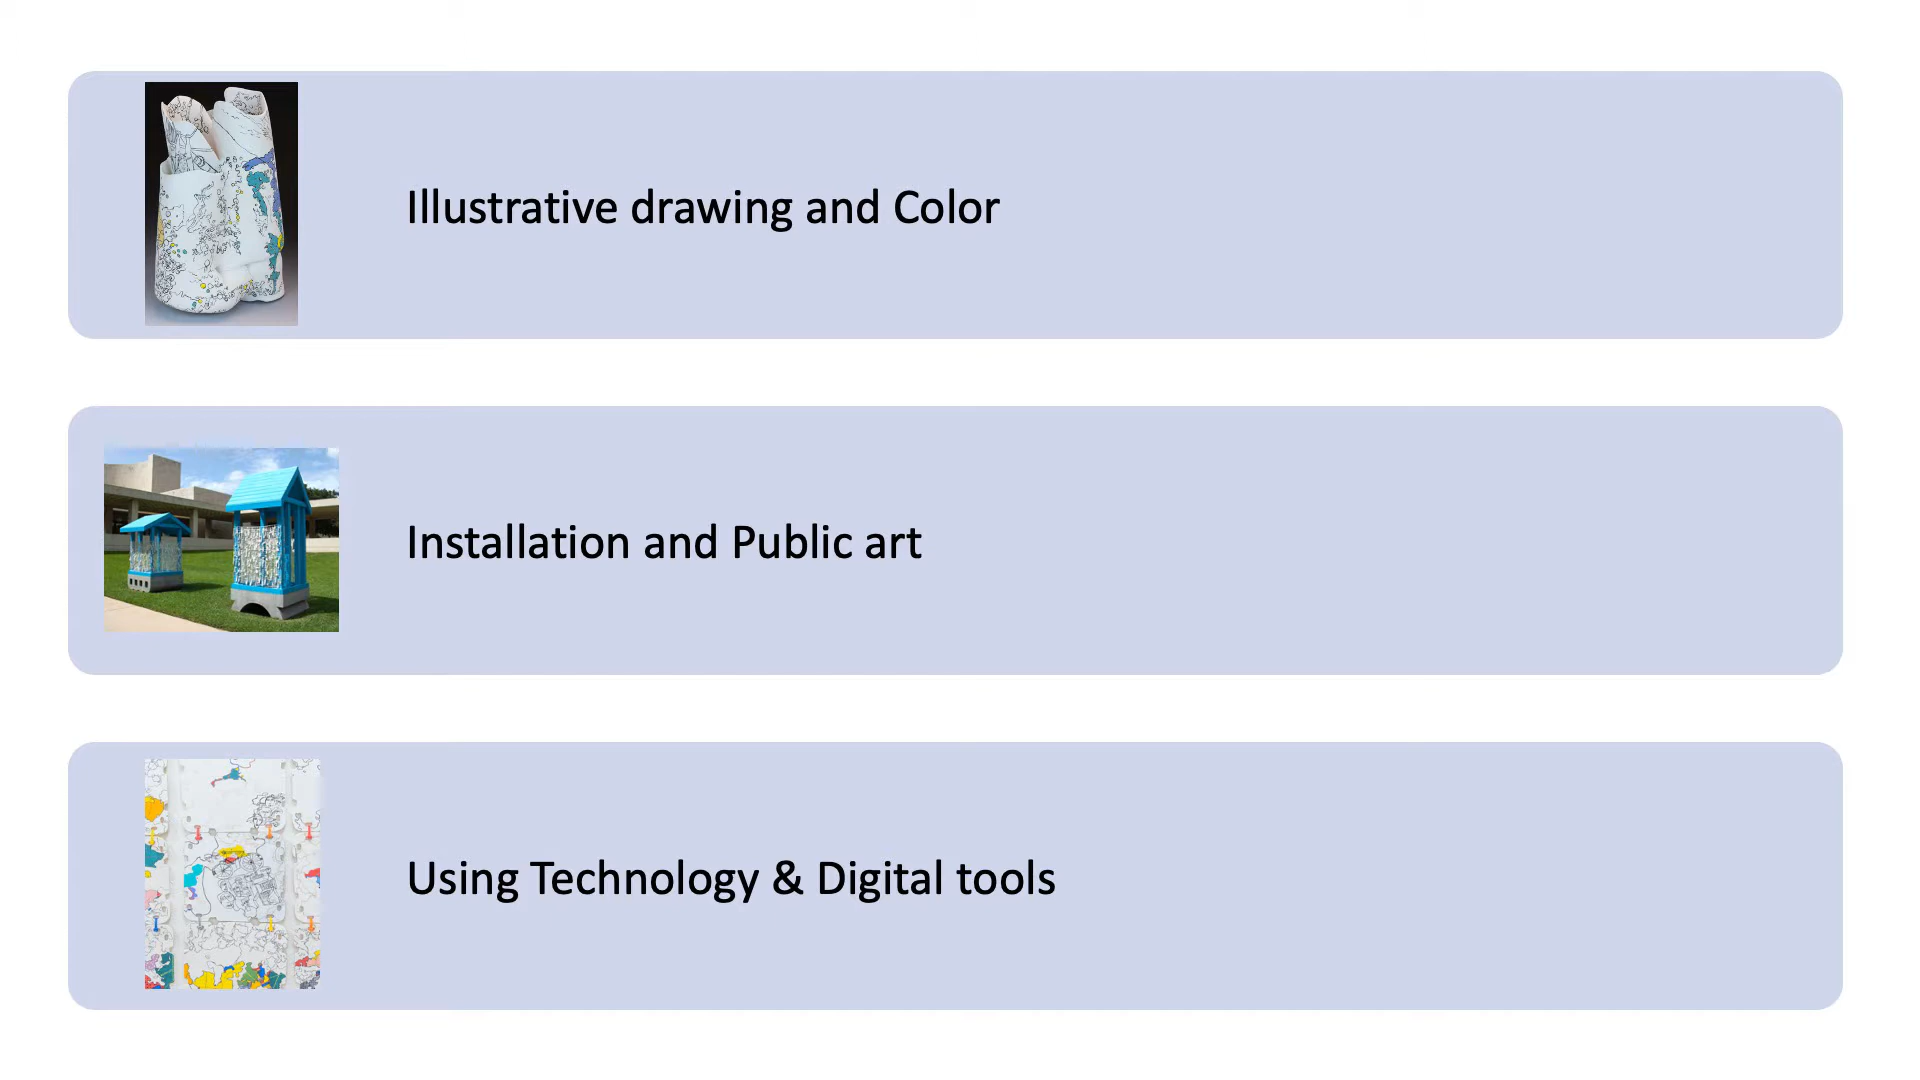 Illustrative drawing and Color
Installation and Public art
Using Technology & Digital tools